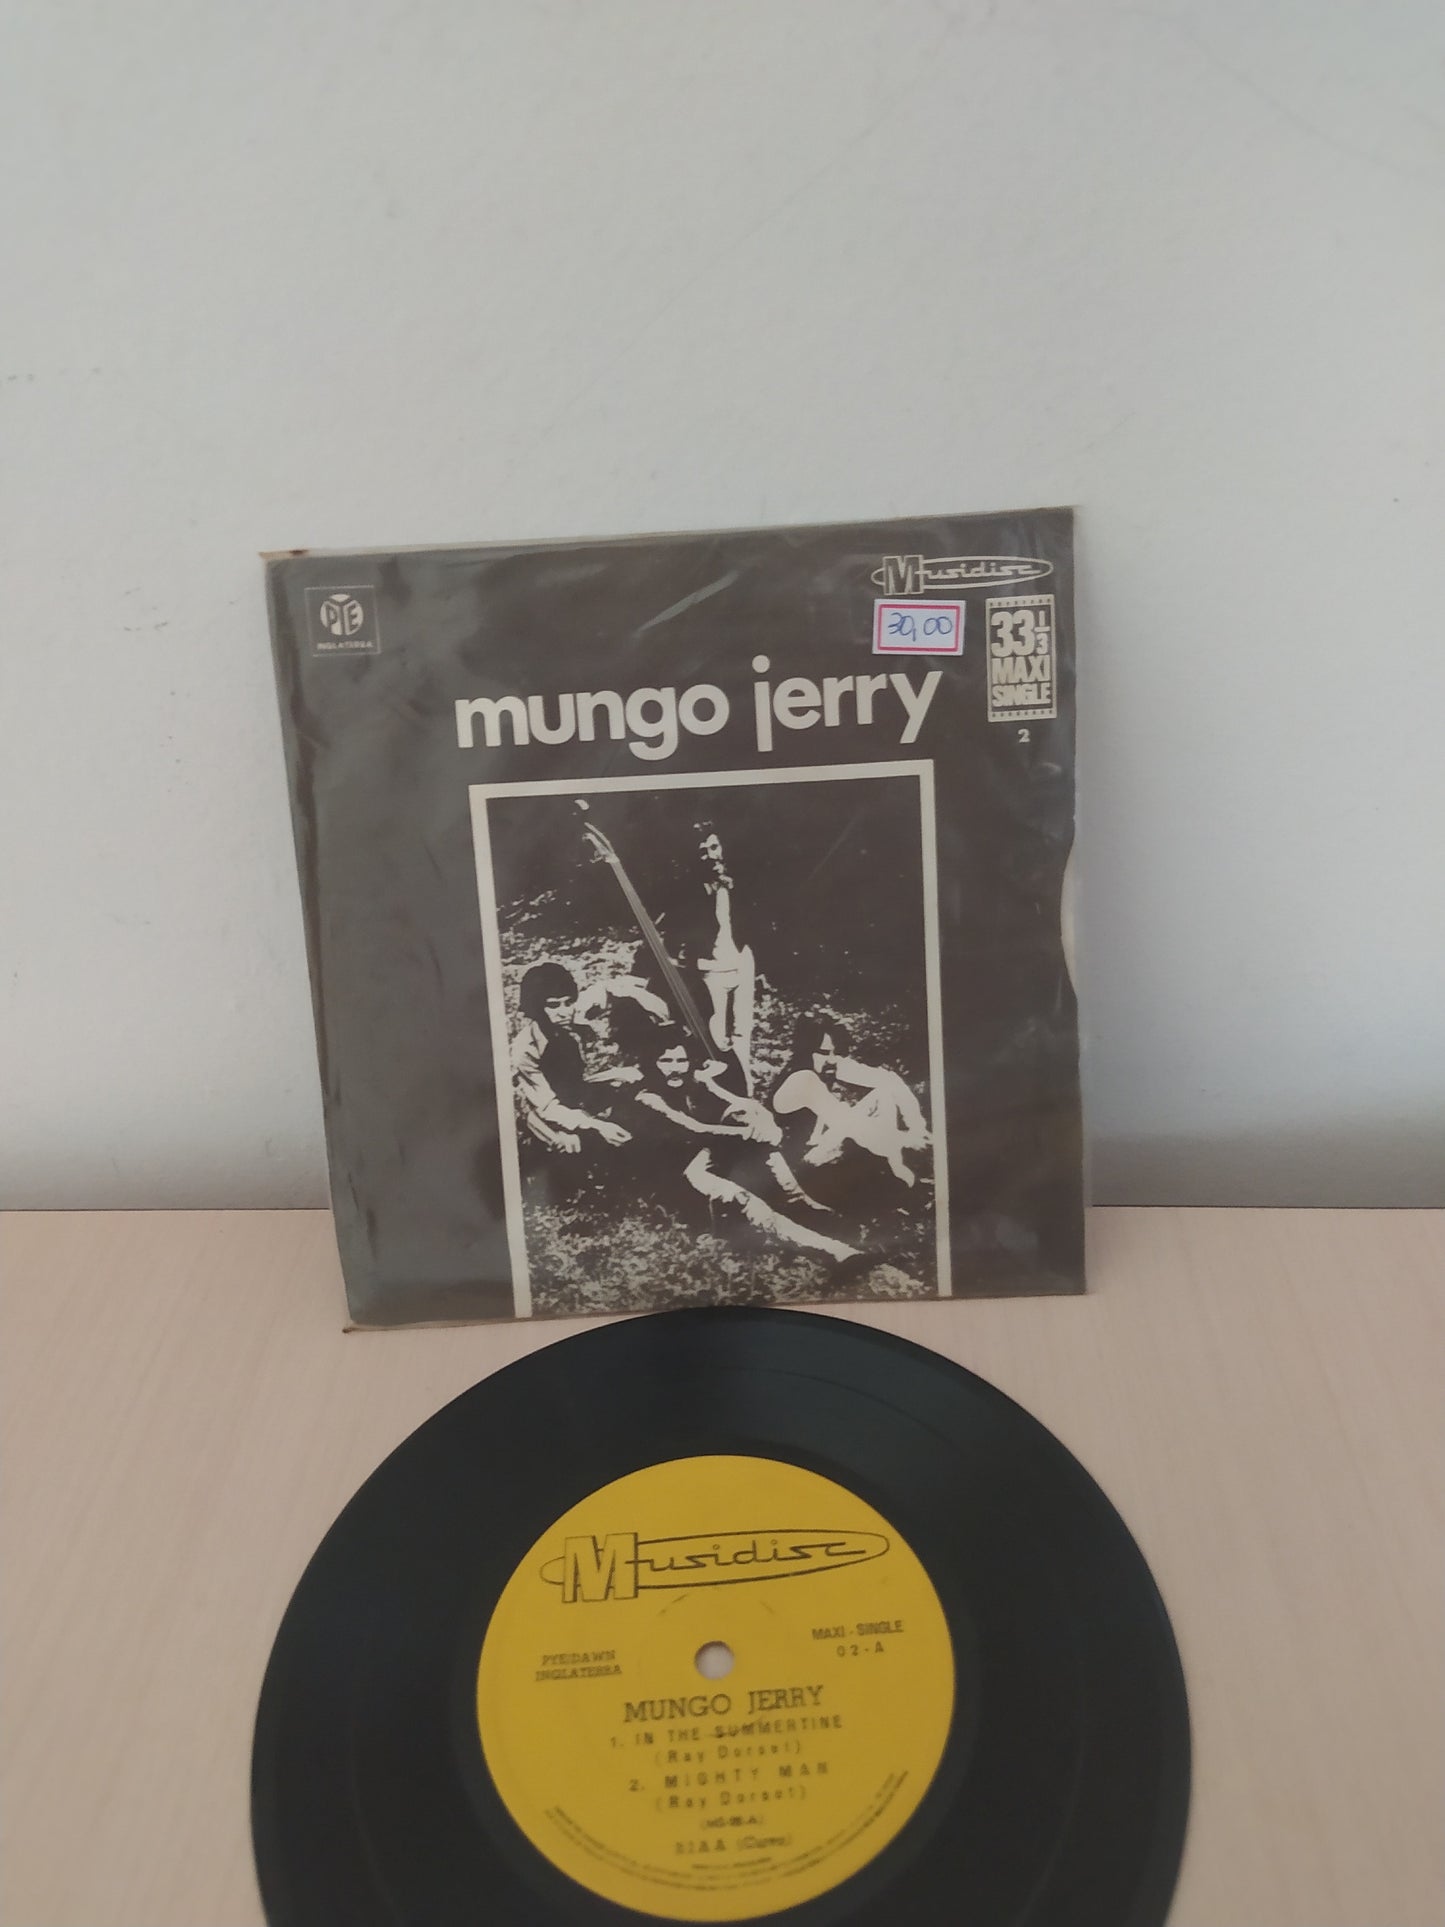 Musidisc
PYE
INGLATERRA
30,00
33 1/3
MAXI
SINGLE
2
mungo jerry
Musidisc
MAXI - SINGLE
02-A
PYE/DAWN
INGLATERRA
MUNGO JERRY
1. IN THE SUMMERTINE
(Ray Dorset)
2. MIGHTY MAN
(Ray Dorset)